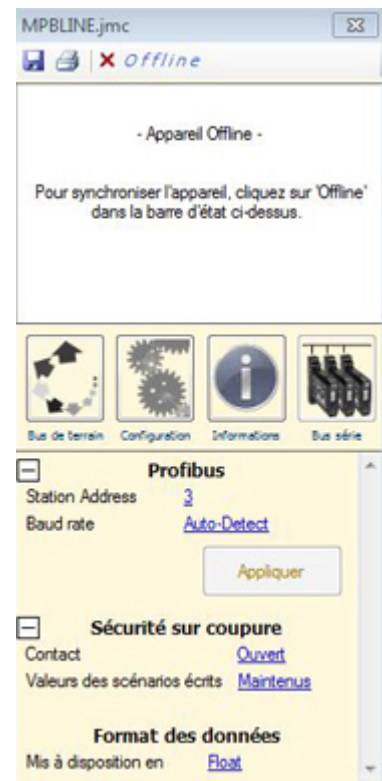 MPBLINE.jmc
Offline
- Appareil Offline -
Pour synchroniser l'appareil, cliquez sur 'Offline'
dans la barre d'état ci-dessus.
Bus de terrain Configuration Informations Bus série
Profibus
Station Address 3
Baud rate Auto-Detect
Appliquer
Sécurité sur coupure
Contact Ouvert
Valeurs des scénarios écrits Maintenus
Format des données
Mis à disposition en Float